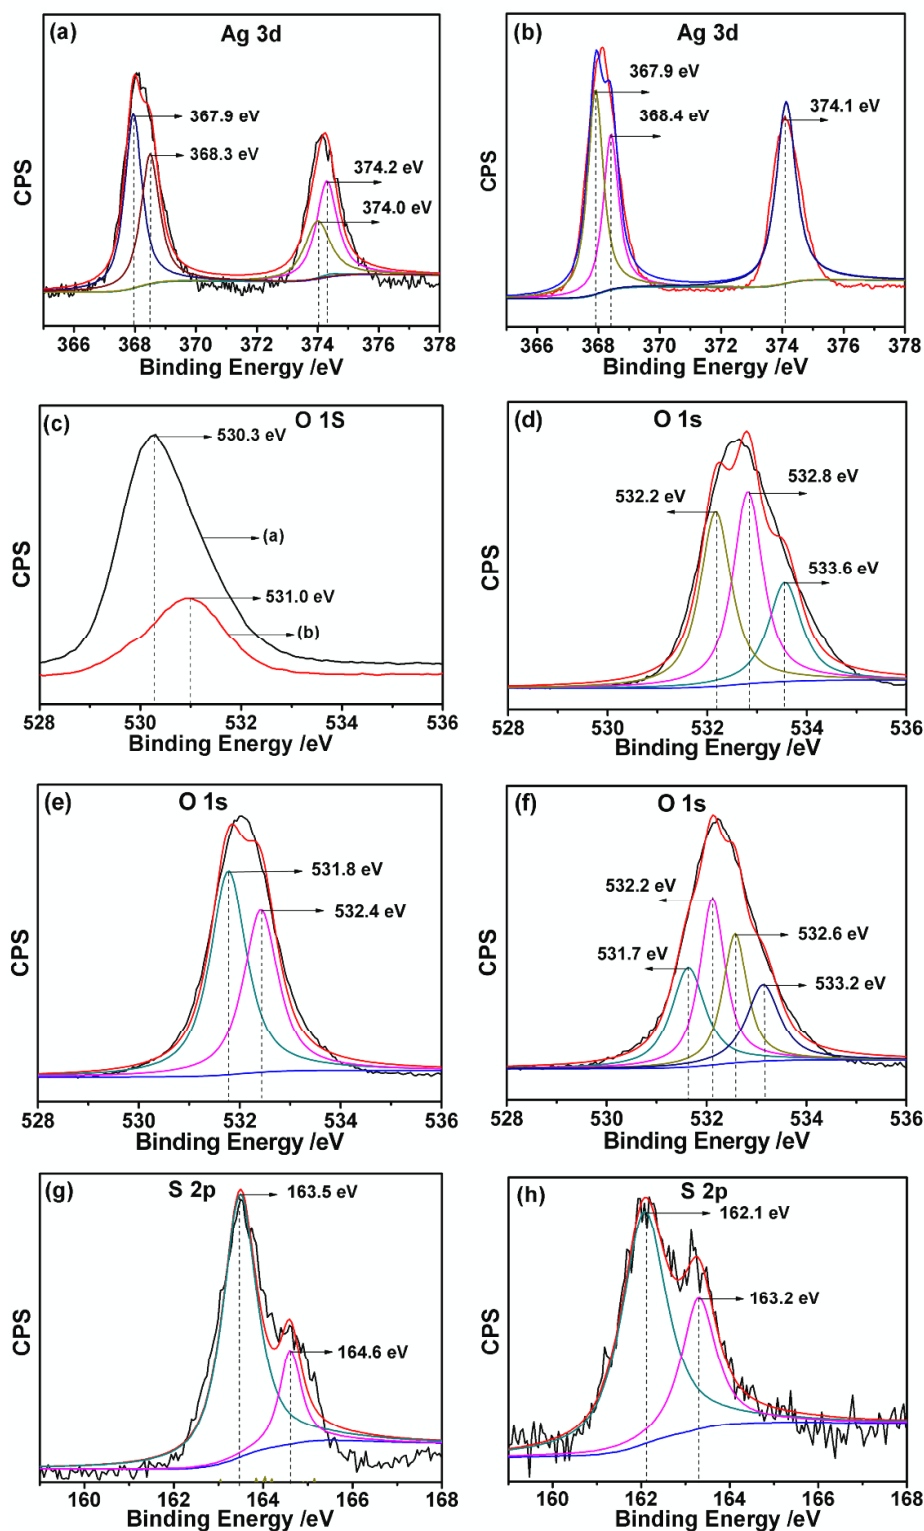 (a) Ag 3d
367.9 eV
368.3 eV
374.2 eV
374.0 eV
CPS
366 368 370 372 374 376 378
Binding Energy /eV
(b) Ag 3d
367.9 eV
368.4 eV
374.1 eV
CPS
366 368 370 372 374 376 378
Binding Energy /eV
(c) O 1S
530.3 eV
(a)
531.0 eV
(b)
CPS
528 530 532 534 536
Binding Energy /eV
(d) O 1s
532.8 eV
532.2 eV
533.6 eV
CPS
528 530 532 534 536
Binding Energy /eV
(e) O 1s
531.8 eV
532.4 eV
CPS
528 530 532 534 536
Binding Energy /eV
(f) O 1s
532.2 eV
532.6 eV
531.7 eV
533.2 eV
CPS
528 530 532 534 536
Binding Energy /eV
(g) S 2p
163.5 eV
164.6 eV
CPS
160 162 164 166 168
Binding Energy /eV
(h) S 2p
162.1 eV
163.2 eV
CPS
160 162 164 166 168
Binding Energy /eV